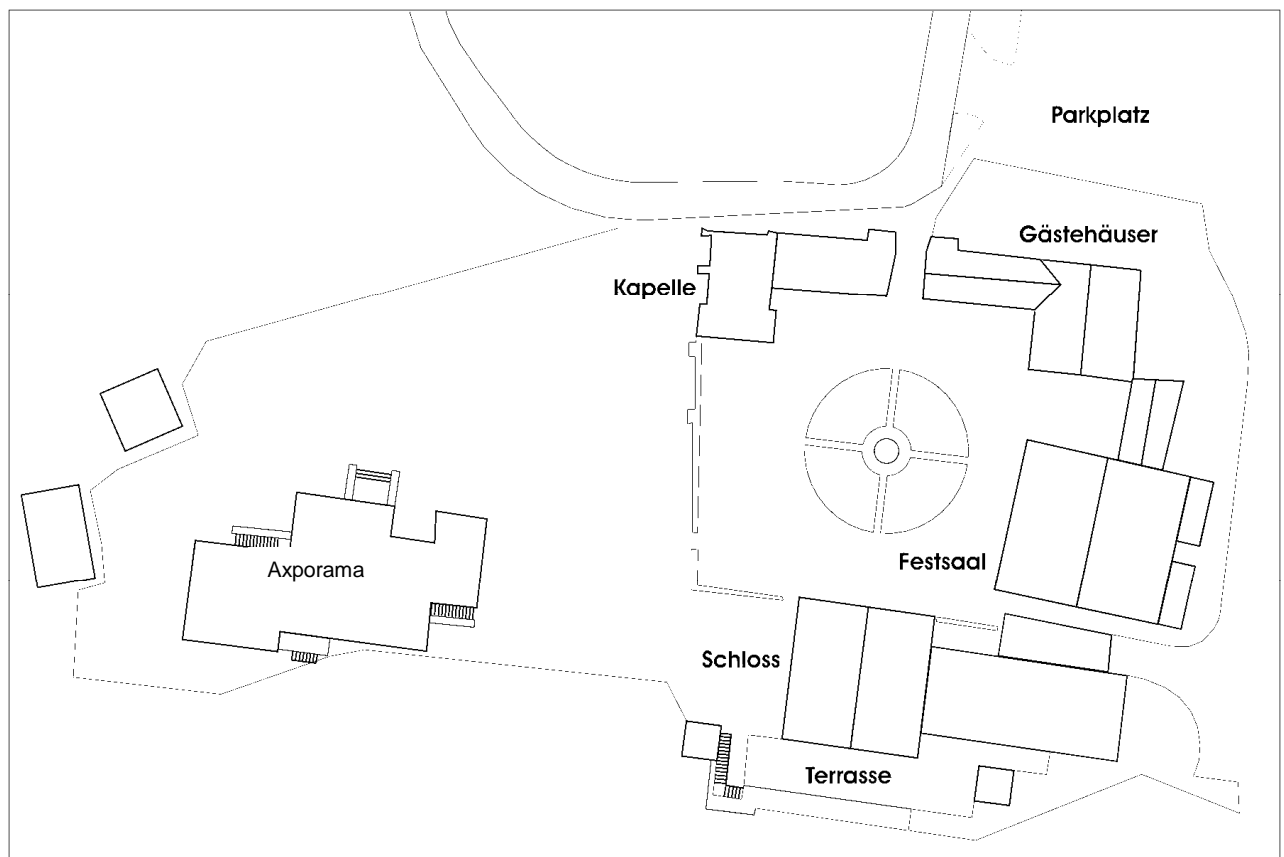 Parkplatz
Gästehäuser
Kapelle
Festsaal
Axporama
Schloss
Terrasse